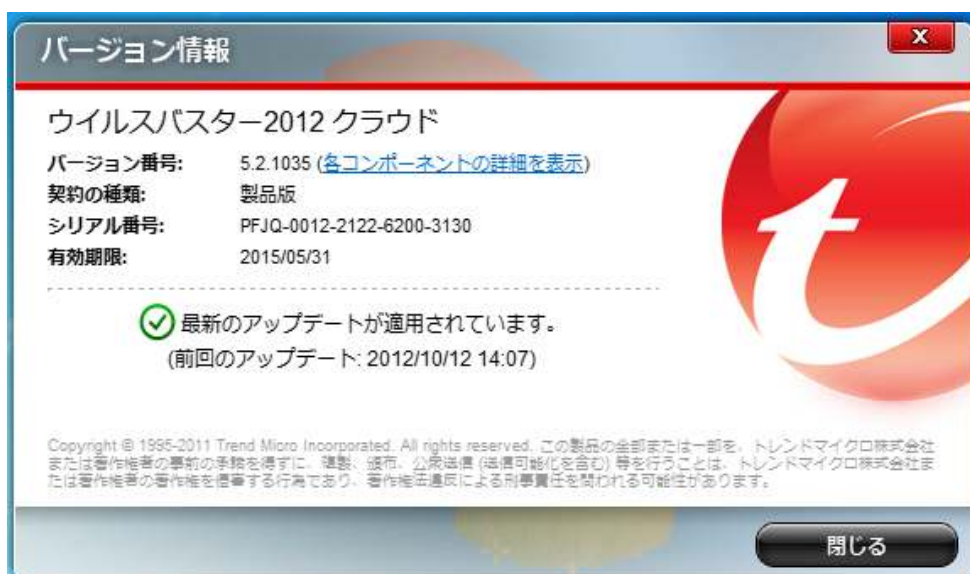 バージョン情報
X
ウイルスバスター2012 クラウド
バージョン番号: 5.2.1035 (各コンポーネントの詳細を表示)
契約の種類: 製品版
シリアル番号: PFJQ-0012-2122-6200-3130
有効期限: 2015/05/31
最新のアップデートが適用されています。
(前回のアップデート: 2012/10/12 14:07)
Copyright © 1995-2011 Trend Micro Incorporated. All rights reserved. この製品の全部または一部を、トレンドマイクロ株式会社
または著作権者の事前の承諾を得ずに、複製、頒布、公衆送信 (送信可能化を含む) 等を行うことは、トレンドマイクロ株式会社ま
たは著作権者の著作権を侵害する行為であり、著作権法違反による刑事責任を問われる可能性があります。
閉じる